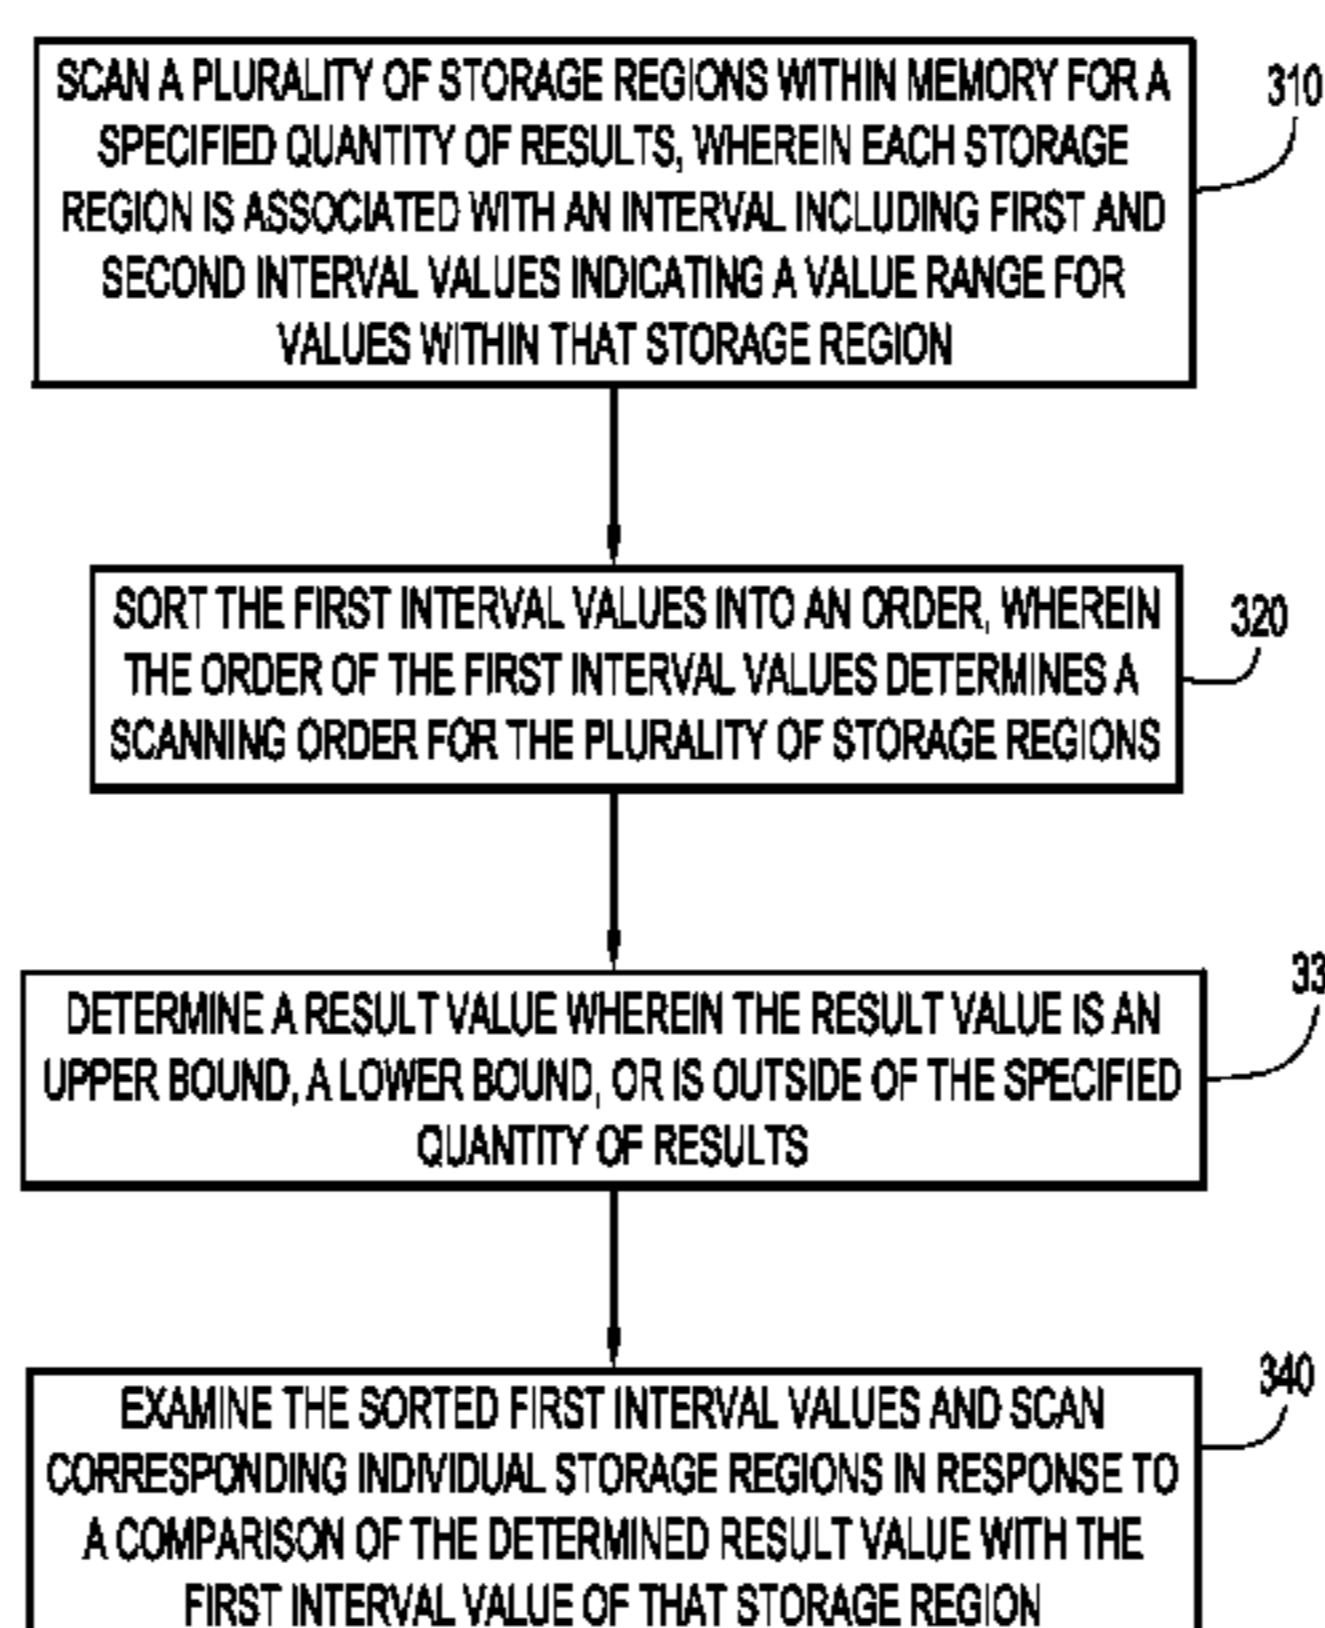 SCAN A PLURALITY OF STORAGE REGIONS WITHIN MEMORY FOR A
SPECIFIED QUANTITY OF RESULTS, WHEREIN EACH STORAGE
REGION IS ASSOCIATED WITH AN INTERVAL INCLUDING FIRST AND
SECOND INTERVAL VALUES INDICATING A VALUE RANGE FOR
VALUES WITHIN THAT STORAGE REGION
310
SORT THE FIRST INTERVAL VALUES INTO AN ORDER, WHEREIN
THE ORDER OF THE FIRST INTERVAL VALUES DETERMINES A
SCANNING ORDER FOR THE PLURALITY OF STORAGE REGIONS
320
DETERMINE A RESULT VALUE WHEREIN THE RESULT VALUE IS AN
UPPER BOUND, A LOWER BOUND, OR IS OUTSIDE OF THE SPECIFIED
QUANTITY OF RESULTS
33
EXAMINE THE SORTED FIRST INTERVAL VALUES AND SCAN
CORRESPONDING INDIVIDUAL STORAGE REGIONS IN RESPONSE TO
A COMPARISON OF THE DETERMINED RESULT VALUE WITH THE
FIRST INTERVAL VALUE OF THAT STORAGE REGION
340